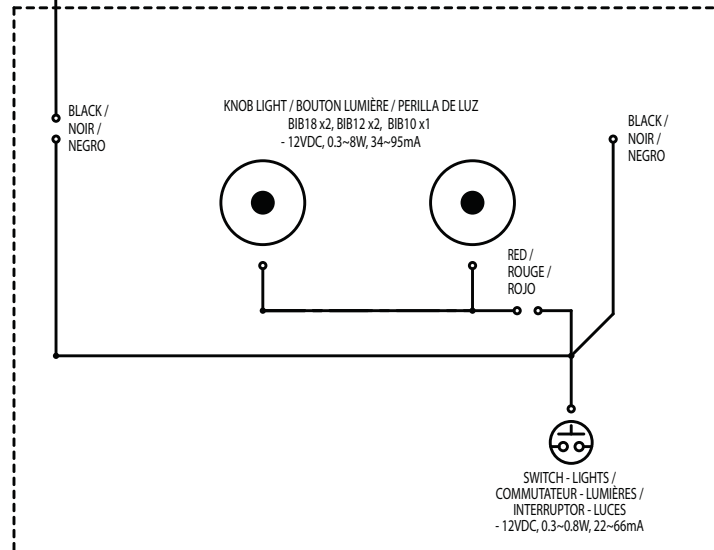 KNOB LIGHT / BOUTON LUMIÈRE / PERILLA DE LUZ
BIB18 x2, BIB12 x2, BIB10 x1
- 12VDC, 0.3~8W, 34~95mA
BLACK /
NOIR /
NEGRO
BLACK /
NOIR /
NEGRO
RED /
ROUGE /
ROJO
SWITCH - LIGHTS /
COMMUTATEUR - LUMIÈRES /
INTERRUPTOR - LUCES
- 12VDC, 0.3~0.8W, 22~66mA